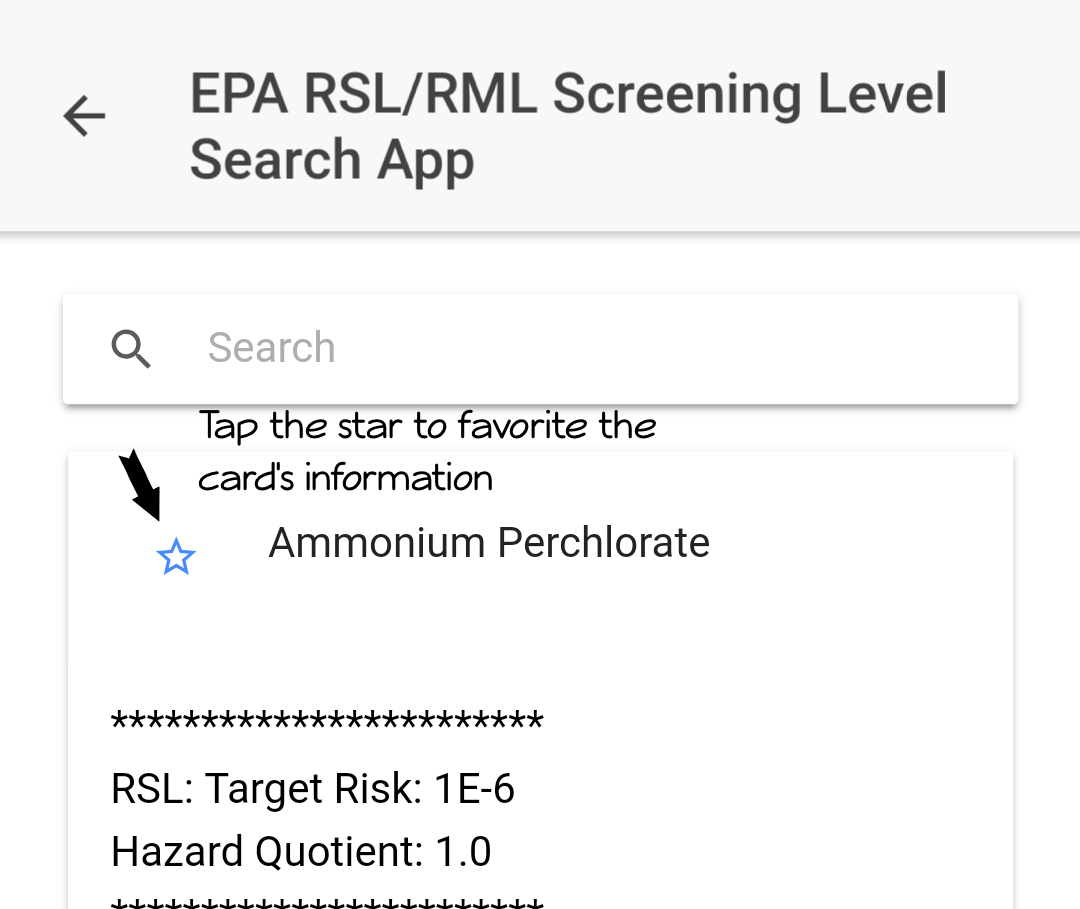 EPA RSL/RML Screening Level
Search App
Search
Tap the star to favorite the
card's information
Ammonium Perchlorate
************************
RSL: Target Risk: 1E-6
Hazard Quotient: 1.0
************************